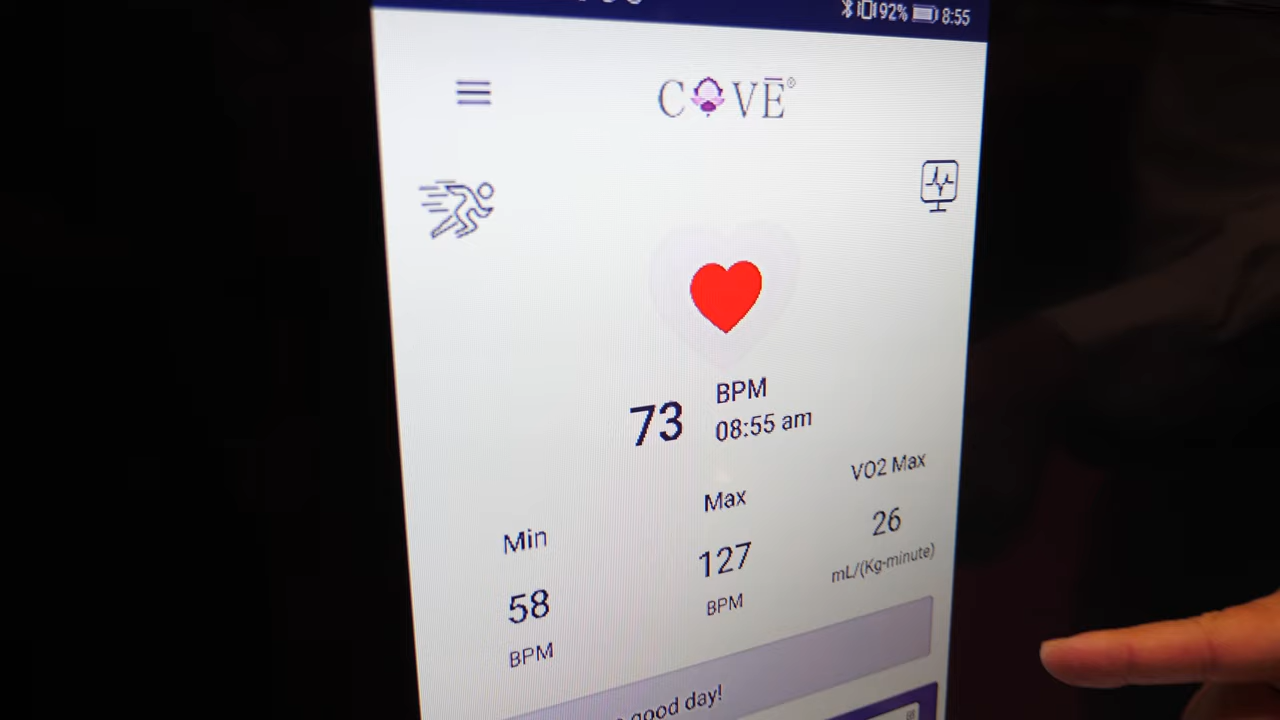 92% 8:55
COVĒ®
73 BPM
08:55 am
Min Max VO2 Max
58 127 26
BPM BPM mL/(Kg-minute)
good day!